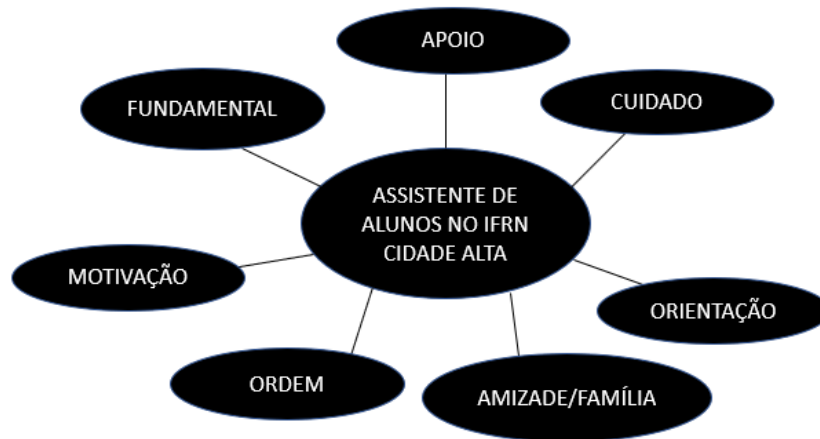 APOIO
FUNDAMENTAL
CUIDADO
ASSISTENTE DE
ALUNOS NO IFRN
CIDADE ALTA
MOTIVAÇÃO
ORIENTAÇÃO
ORDEM
AMIZADE/FAMÍLIA